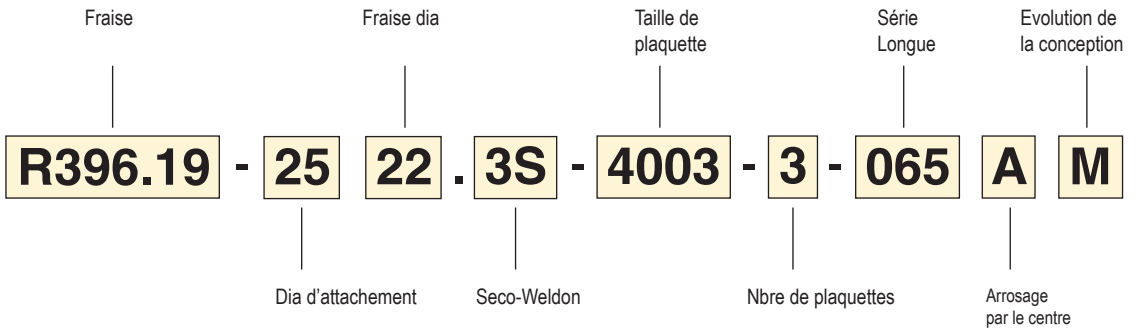 Fraise
Fraise dia
Taille de
plaquette
Série
Longue
Evolution de
la conception
R396.19 - 25 22 . 3S - 4003 - 3 - 065 A M
Dia d'attachement
Seco-Weldon
Nbre de plaquettes
Arrosage
par le centre